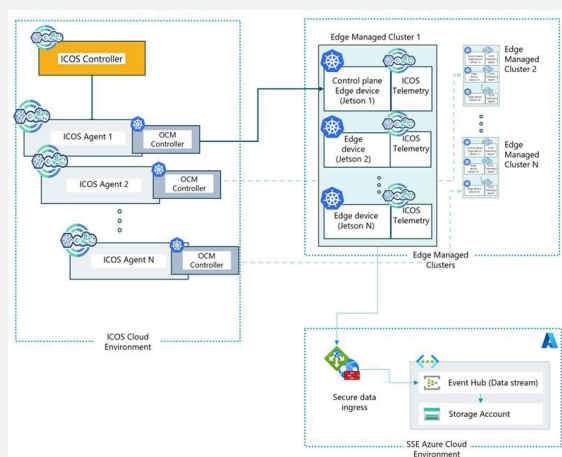 ICOS Controller
ICOS Agent 1
OCM
Controller
ICOS Agent 2
OCM
Controller
ICOS Agent N
OCM
Controller
ICOS Cloud
Environment
Edge Managed Cluster 1
Control plane
Edge device
(Jetson 1)
ICOS
Telemetry
Edge
device
(Jetson 2)
ICOS
Telemetry
Edge device
(Jetson N)
ICOS
Telemetry
Edge
Managed
Cluster 2
Edge
Managed
Cluster N
Edge Managed
Clusters
Secure data
ingress
Event Hub (Data stream)
Storage Account
SSE Azure Cloud
Environment